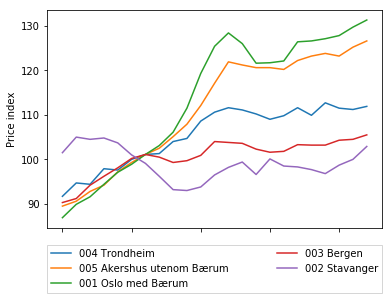 130
120
110
100
90
Price index
004 Trondheim
005 Akershus utenom Bærum
001 Oslo med Bærum
003 Bergen
002 Stavanger